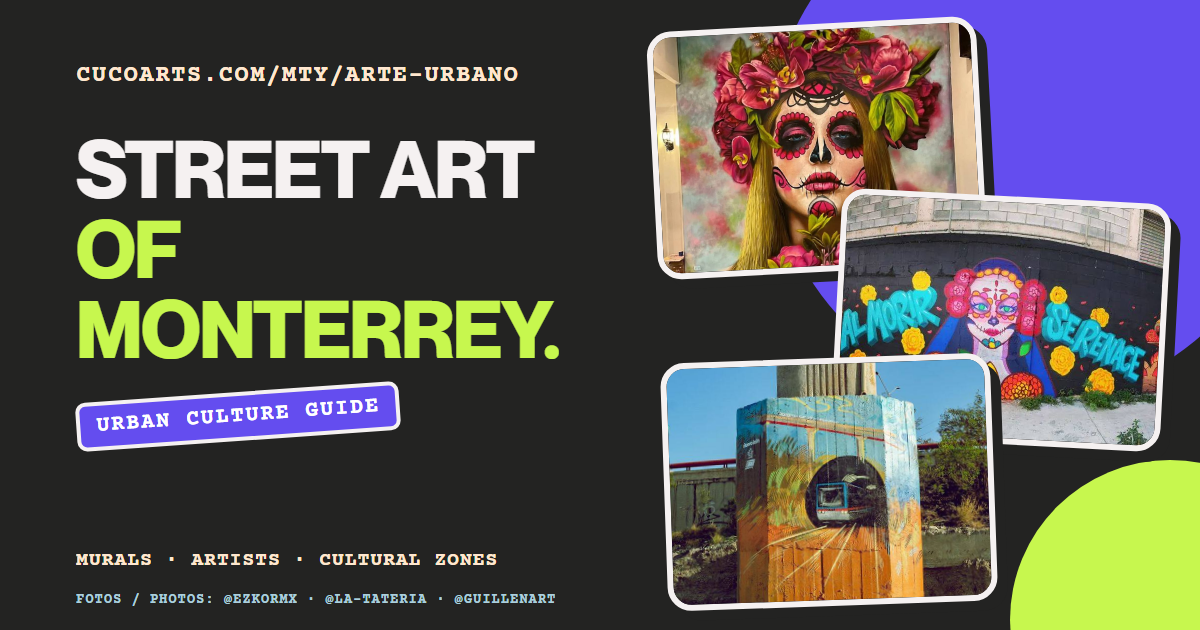 CUCOARTS.COM/MTY/ARTE-URBANO
STREET ART
OF
MONTERREY.
URBAN CULTURE GUIDE
MURALS · ARTISTS · CULTURAL ZONES
FOTOS / PHOTOS: @EZKORMX · @LA-TATERIA · @GUILLENART
AL MORIR
SE RENACE